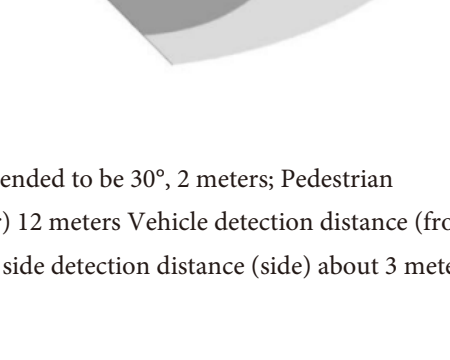 ended to be 30°, 2 meters; Pedestrian
) 12 meters Vehicle detection distance (fro
side detection distance (side) about 3 mete